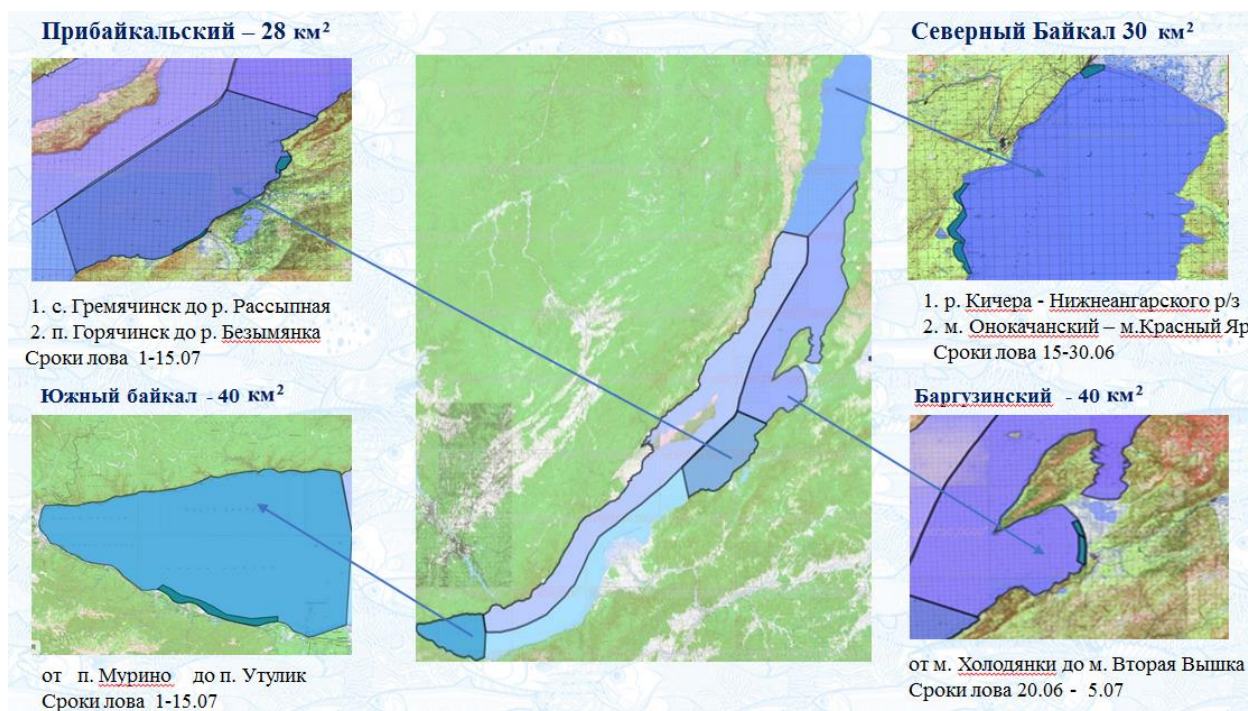 Прибайкальский – 28 км²
1. с. Гремячинск до р. Рассыпная
2. п. Горячинск до р. Безымянка
Сроки лова 1-15.07
Южный байкал - 40 км²
от п. Мурино до п. Утулик
Сроки лова 1-15.07
Северный Байкал 30 км²
1. р. Кичера - Нижнеангарского р/з
2. м. Онокачанский – м.Красный Яр
Сроки лова 15-30.06
Баргузинский - 40 км²
от м. Холодянки до м. Вторая Вышка
Сроки лова 20.06 - 5.07